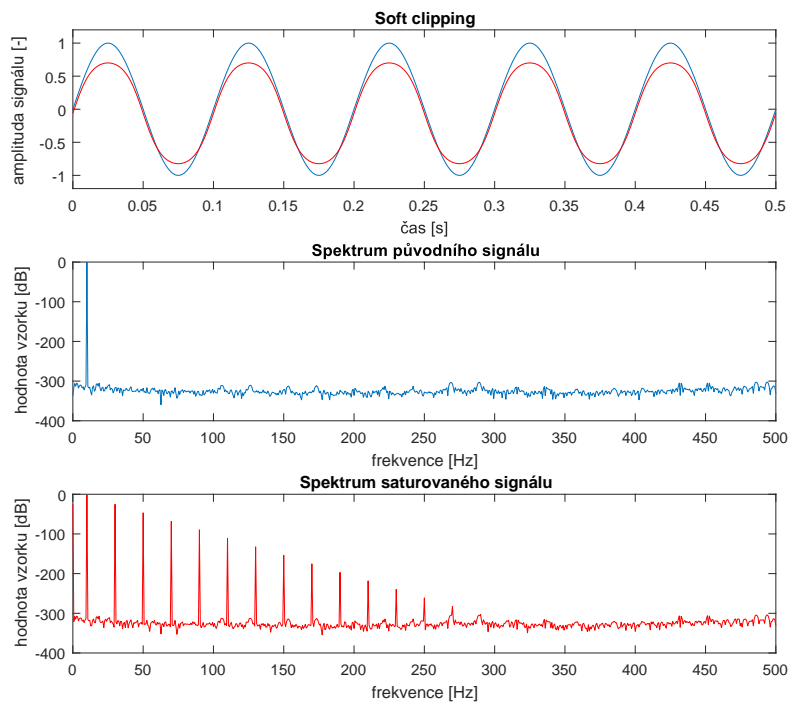 Soft clipping
amplituda signálu [-]
1
0.5
0
-0.5
-1
0 0.05 0.1 0.15 0.2 0.25 0.3 0.35 0.4 0.45 0.5
čas [s]
Spektrum původního signálu
hodnota vzorku [dB]
0
-100
-200
-300
-400
0 50 100 150 200 250 300 350 400 450 500
frekvence [Hz]
Spektrum saturovaného signálu
hodnota vzorku [dB]
0
-100
-200
-300
-400
0 50 100 150 200 250 300 350 400 450 500
frekvence [Hz]